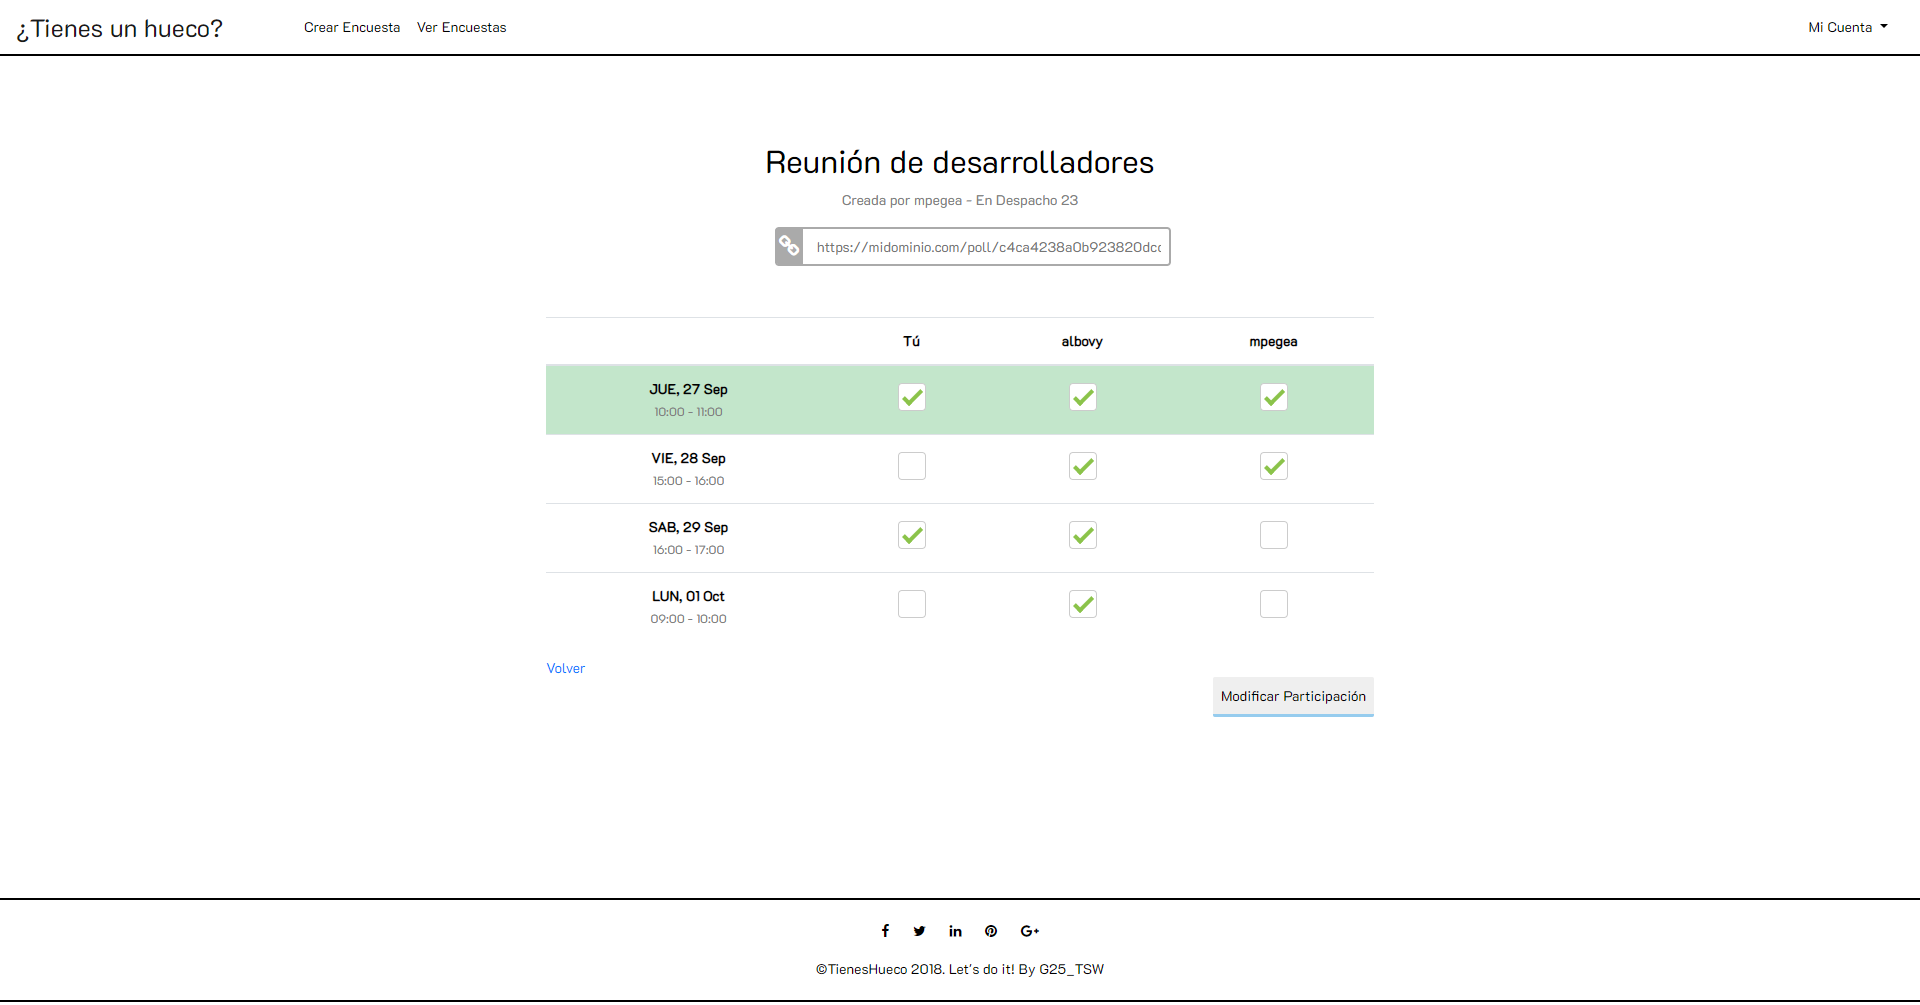 ¿Tienes un hueco? Crear Encuesta Ver Encuestas Mi Cuenta
Reunión de desarrolladores
Creada por mpegea - En Despacho 23
https://midominio.com/poll/c4ca4238a0b923820dcc
Tú albovy mpegea
JUE, 27 Sep
10:00 - 11:00
VIE, 28 Sep
15:00 - 16:00
SAB, 29 Sep
16:00 - 17:00
LUN, 01 Oct
09:00 - 10:00
Volver
Modificar Participación
©TienesHueco 2018. Let's do it! By G25_TSW